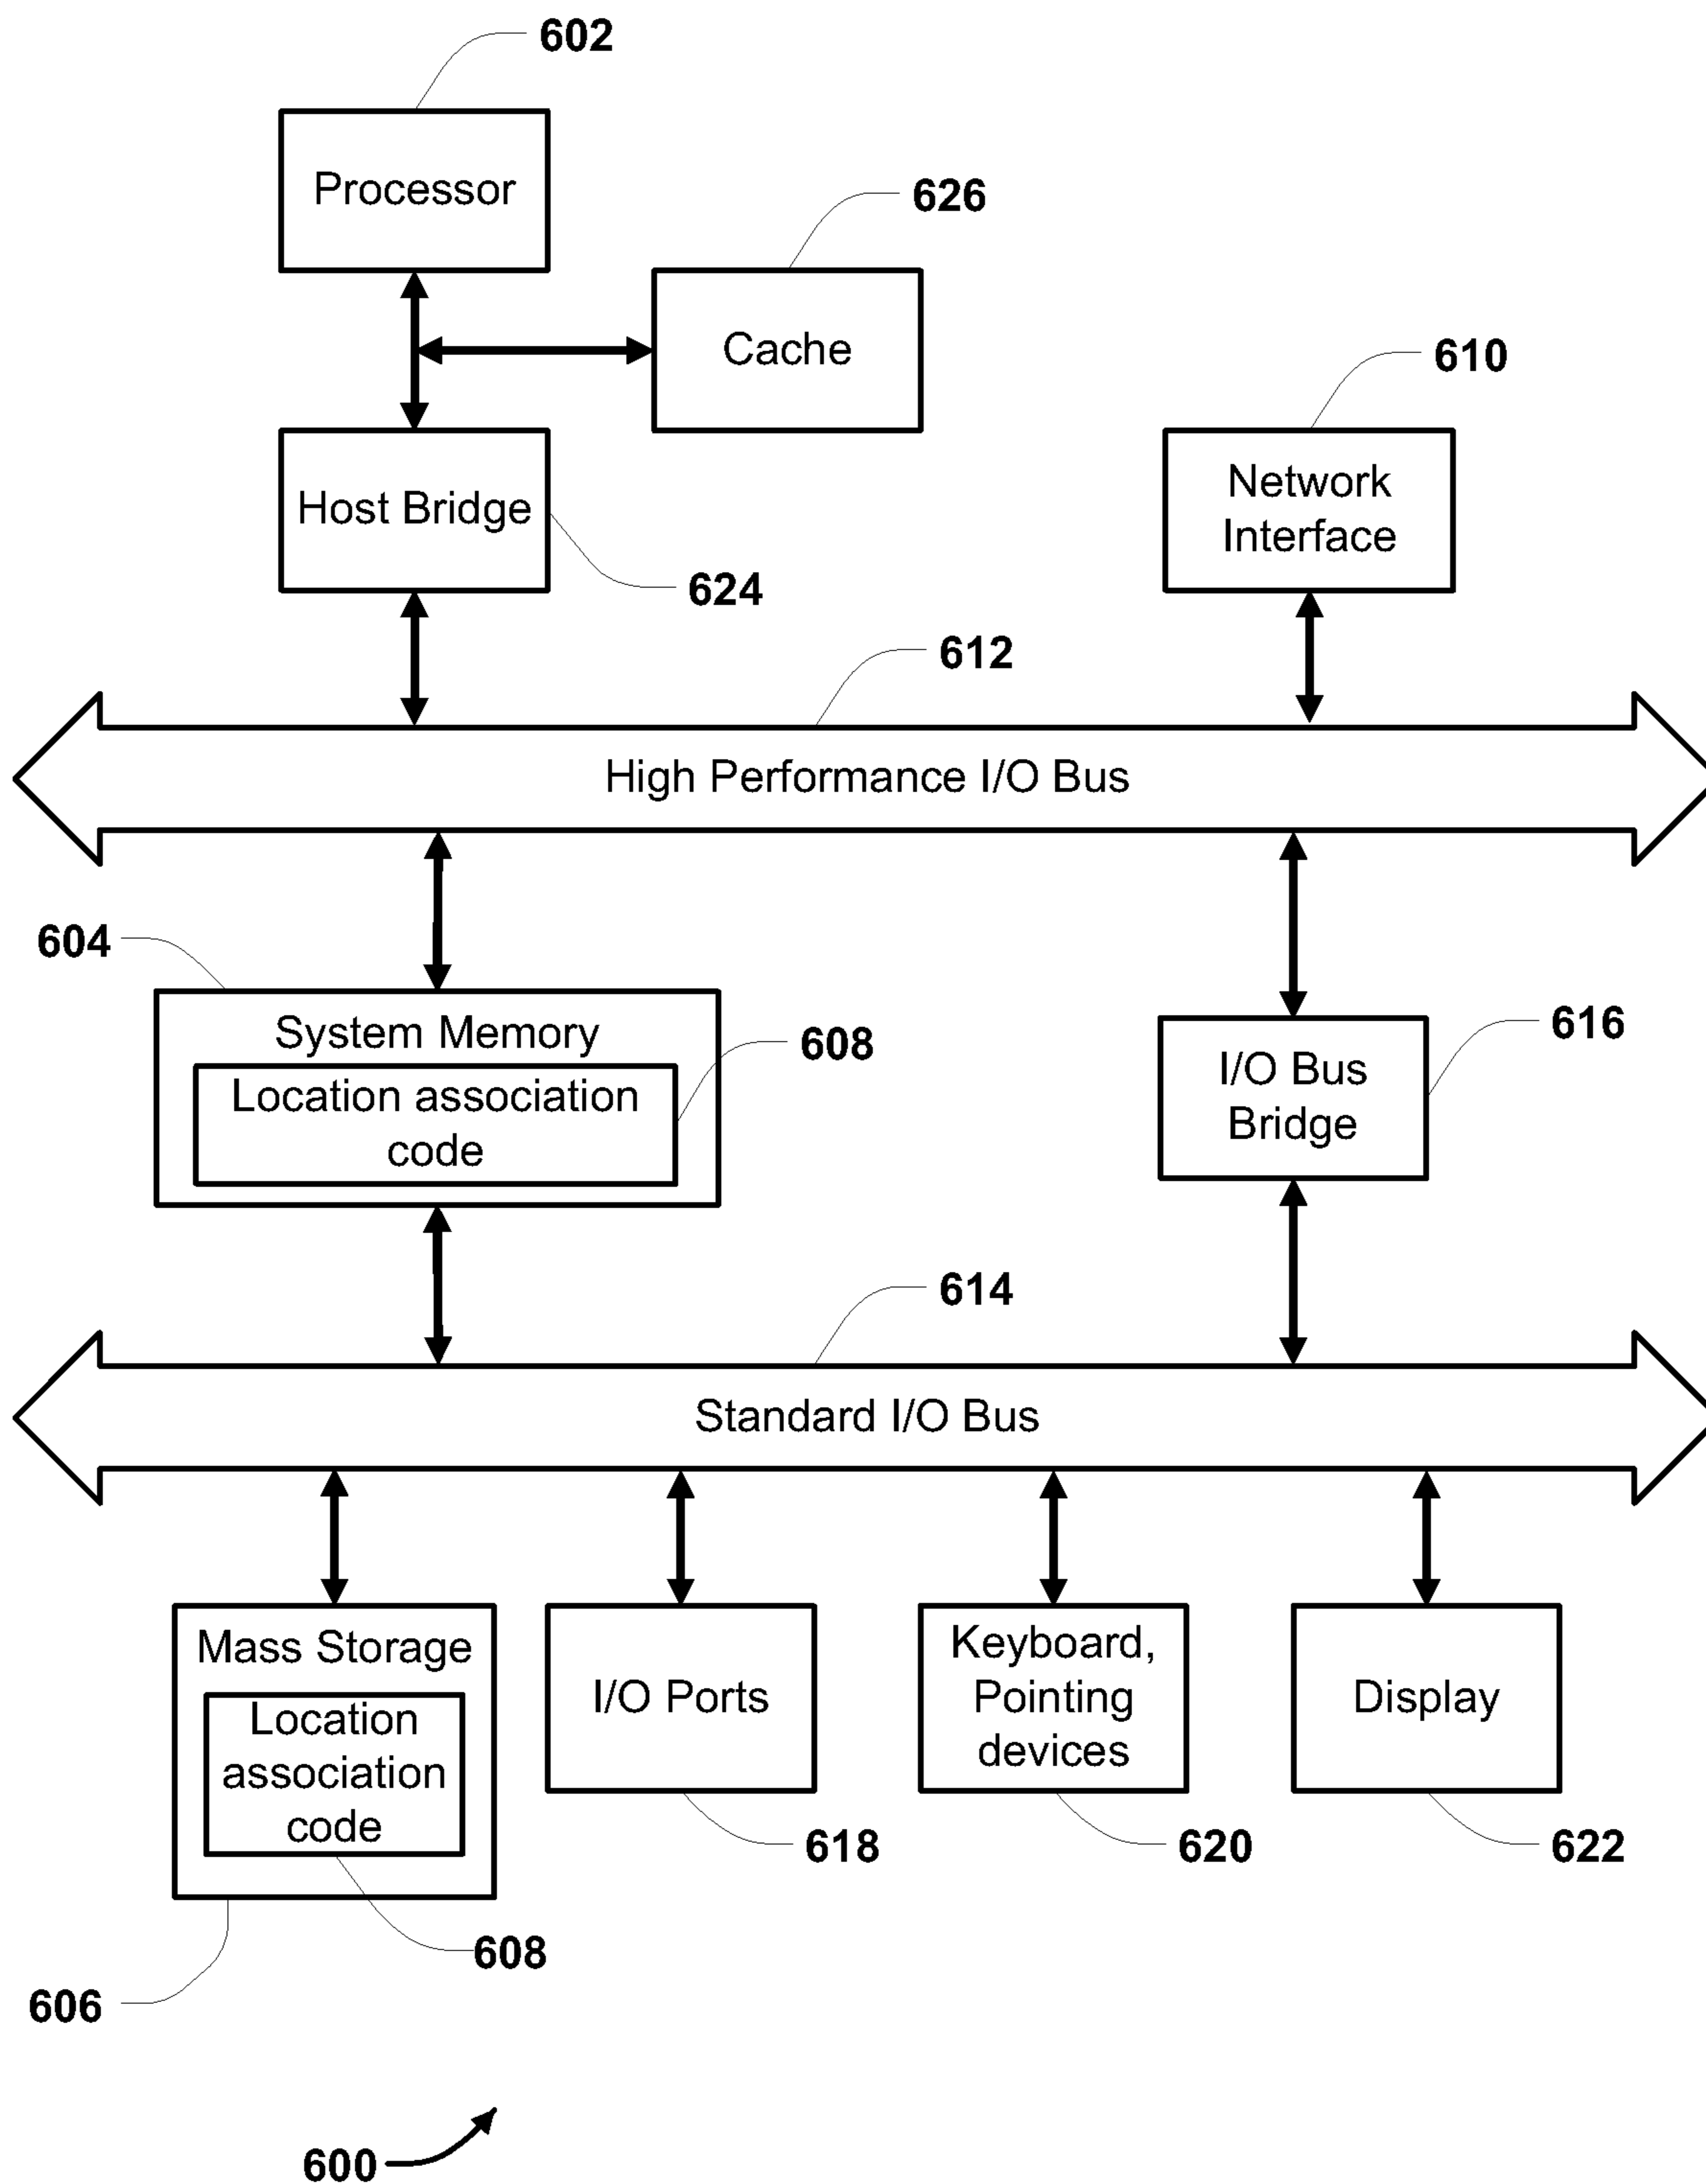 602
Processor
626
Cache
610
Host Bridge
Network
Interface
624
612
High Performance I/O Bus
604
System Memory
608
Location association
code
616
I/O Bus
Bridge
614
Standard I/O Bus
Mass Storage
Location
association
code
I/O Ports
Keyboard,
Pointing
devices
Display
618
620
622
608
606
600